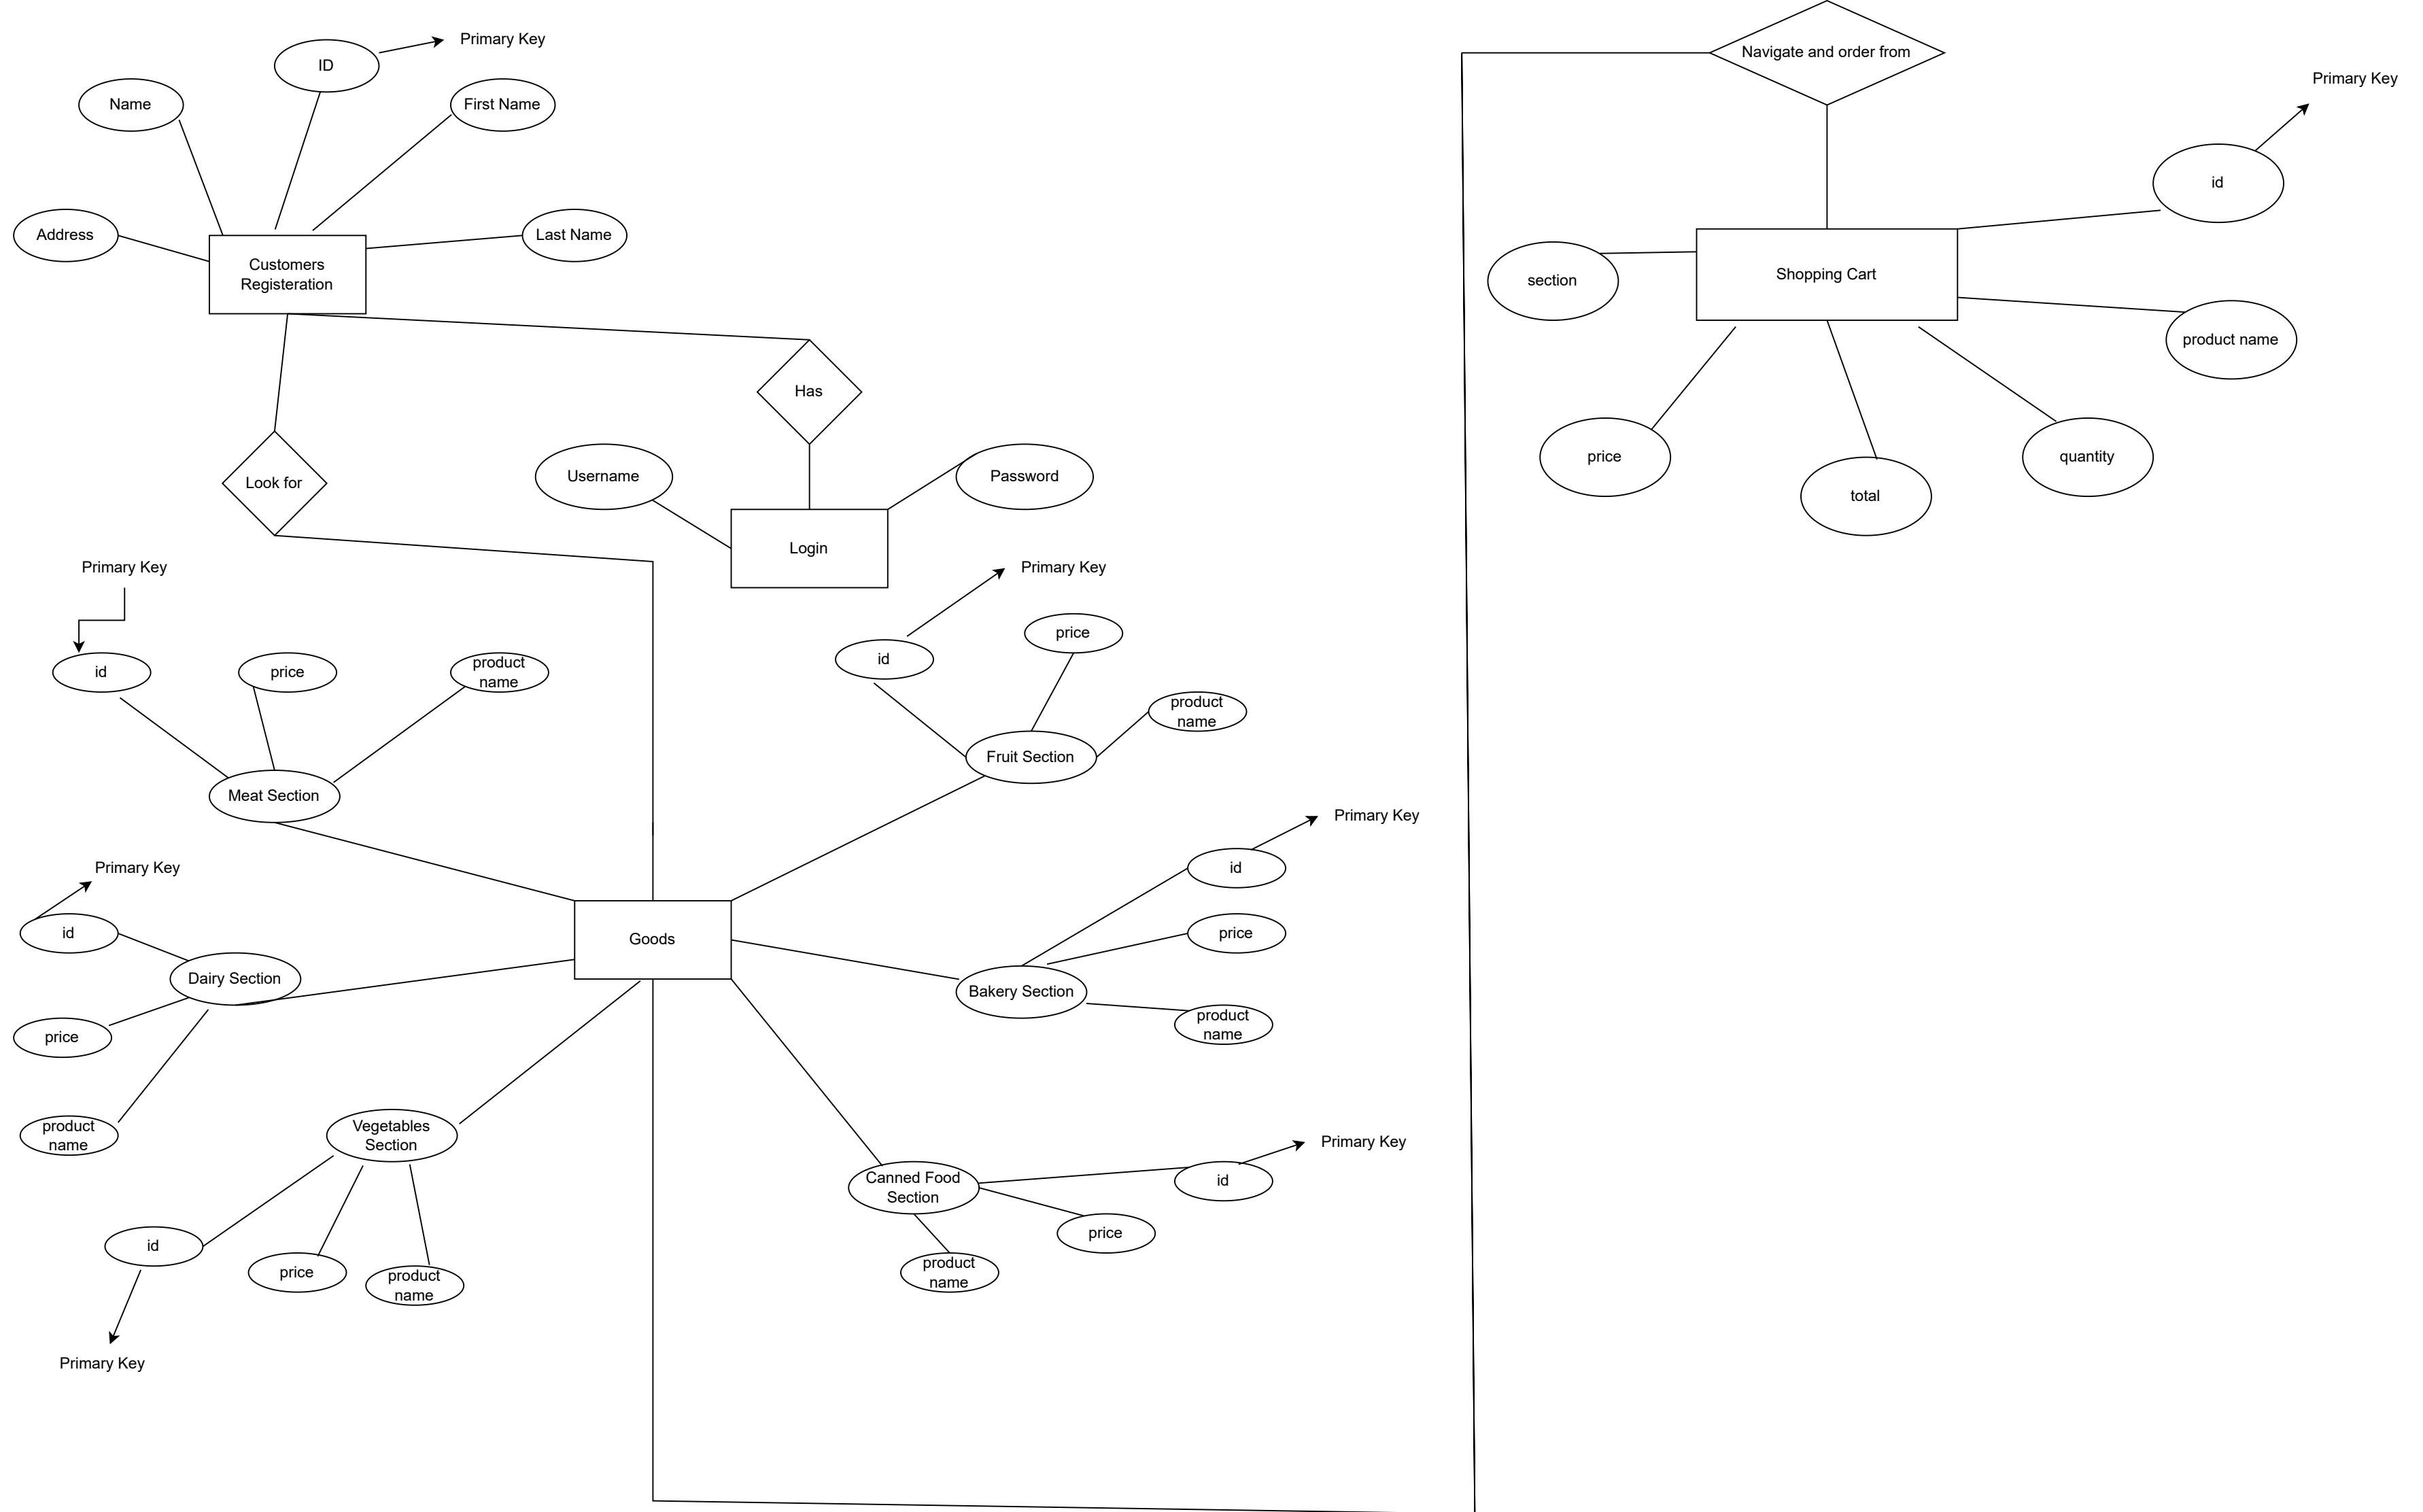 Primary Key
ID
Name
First Name
Address
Last Name
Customers
Registeration
Has
Look for
Username
Password
Login
Primary Key
id
price
product
name
Meat Section
Primary Key
id
price
product
name
Fruit Section
Primary Key
id
price
product
name
Dairy Section
Goods
Primary Key
id
price
product
name
Bakery Section
Vegetables
Section
id
price
product
name
Primary Key
Canned Food
Section
Primary Key
id
price
product
name
Navigate and order from
Primary Key
id
section
Shopping Cart
product name
price
total
quantity